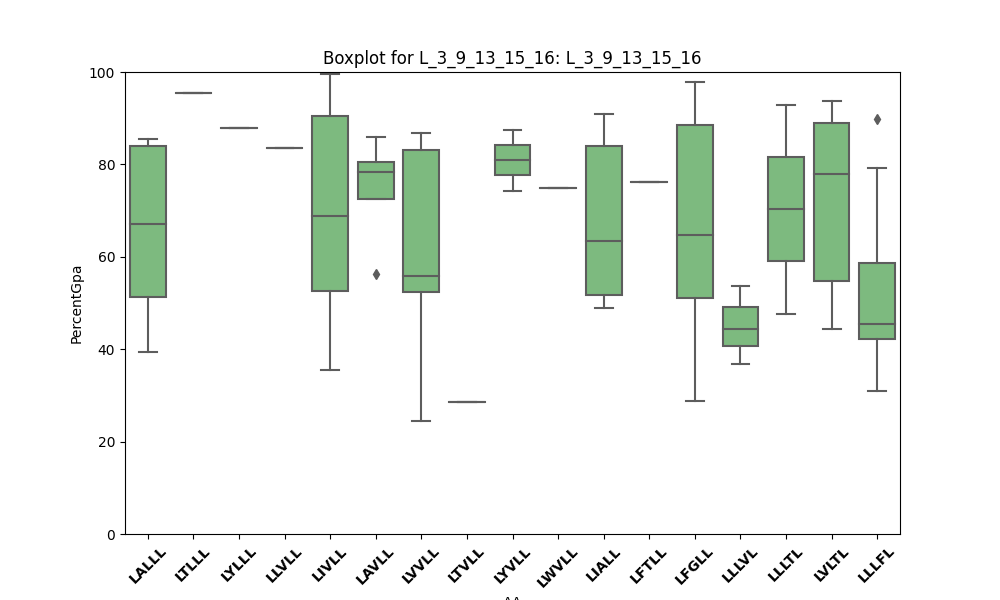 Boxplot for L_3_9_13_15_16: L_3_9_13_15_16
100
80
60
40
20
0
PercentGpa
LALLL
LTLLL
LYLLL
LLVLL
LIVLL
LAVLL
LVVLL
LTVLL
LYVLL
LWVLL
LIALL
LFTLL
LFGLL
LLLVL
LLLTL
LVLTL
LLLFL
AA